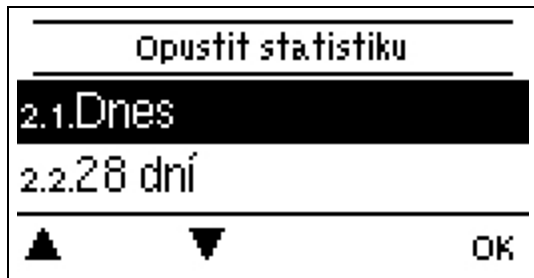 Opustit statistiku
2.1.Dnes
2.2.28 dní
▲ ▼ OK